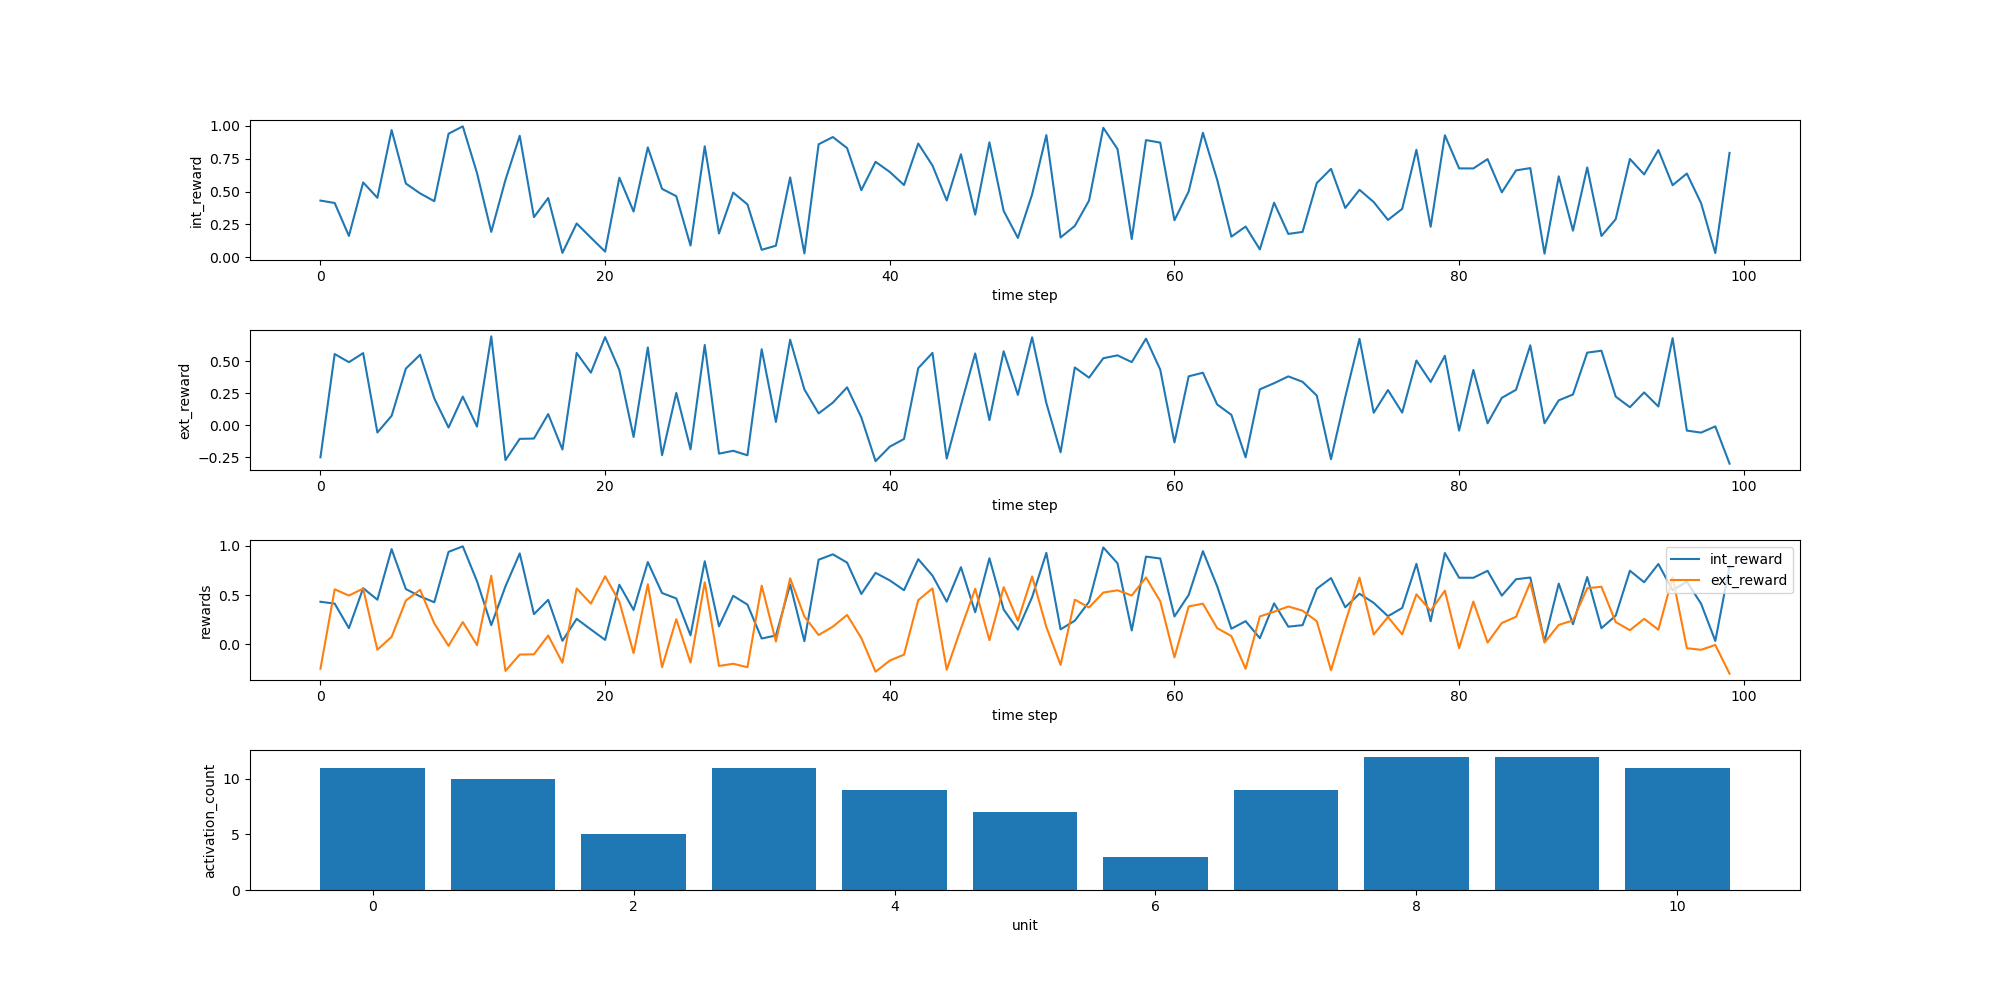 int_reward
1.00
0.75
0.50
0.25
0.00
0 20 40 60 80 100
time step
ext_reward
0.50
0.25
0.00
−0.25
0 20 40 60 80 100
time step
rewards
1.0
0.5
0.0
int_reward
ext_reward
0 20 40 60 80 100
time step
activation_count
10
5
0
0 2 4 6 8 10
unit